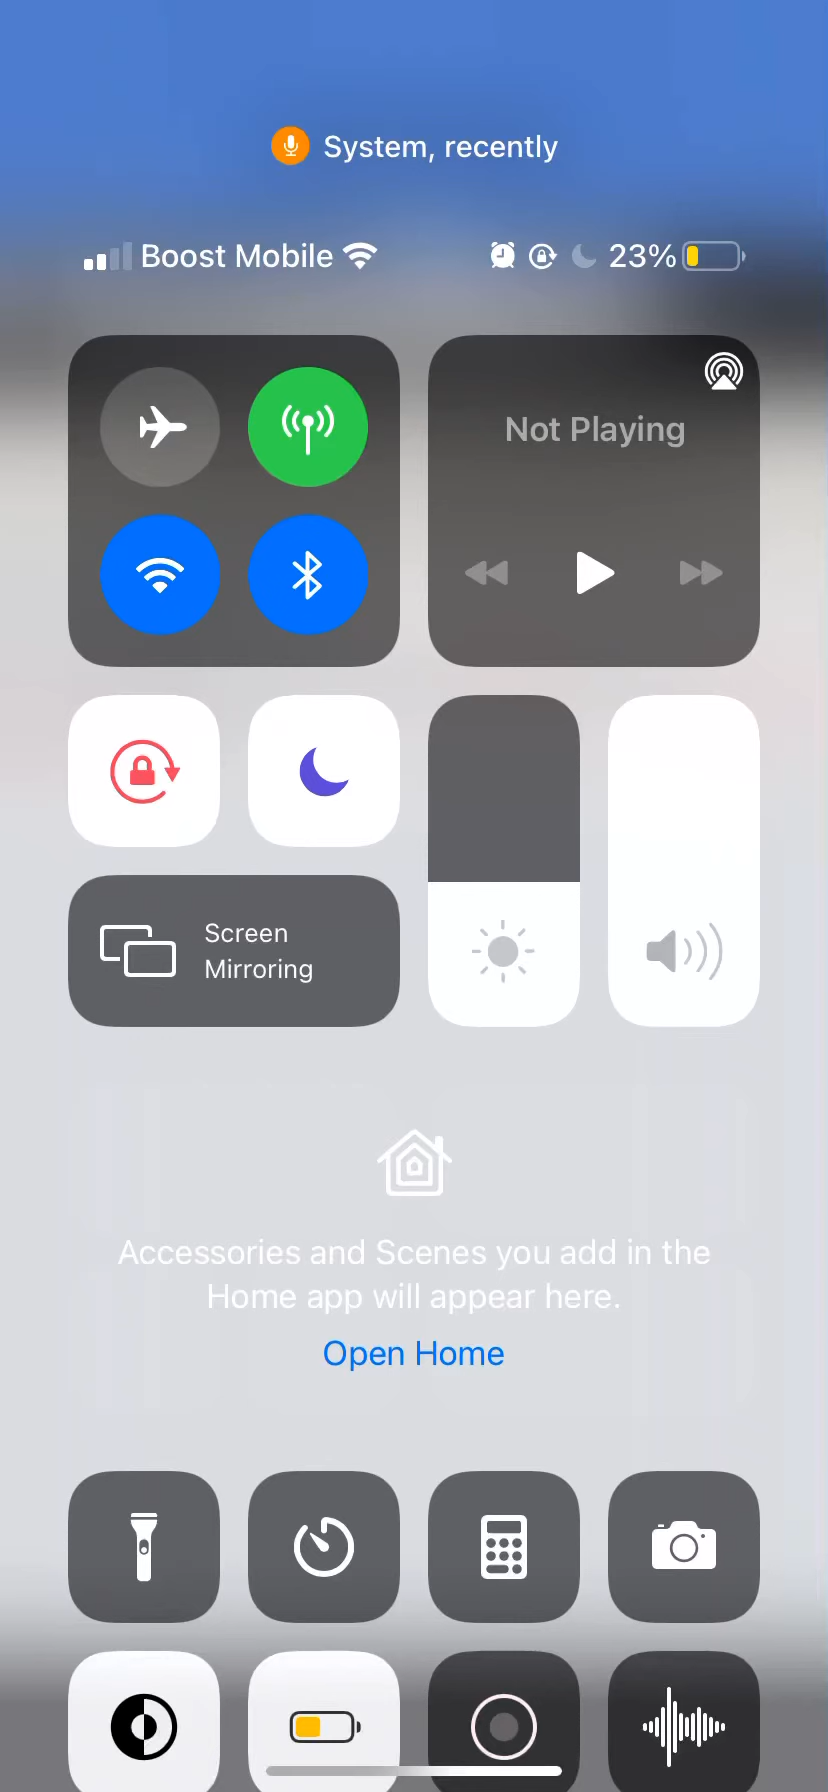 System, recently
Boost Mobile 23%
Not Playing
Screen
Mirroring
Accessories and Scenes you add in the
Home app will appear here.
Open Home